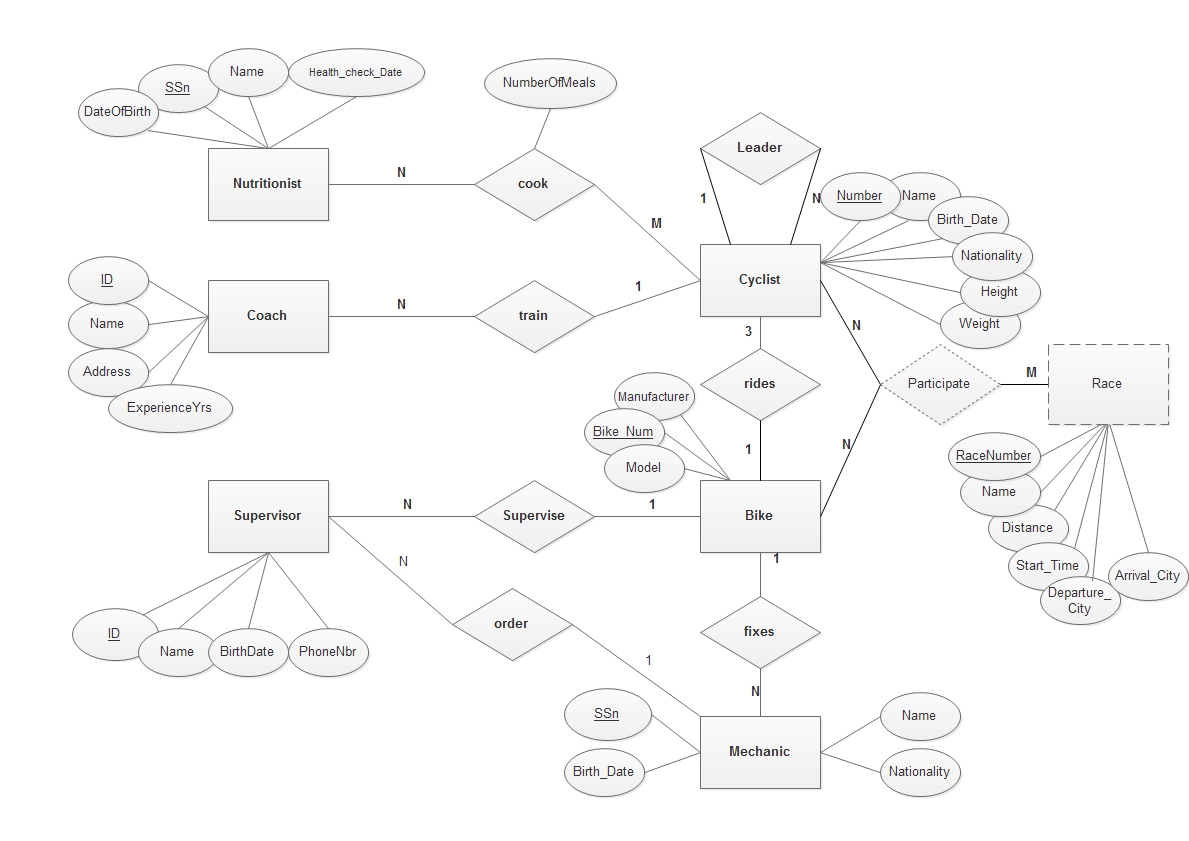 Name
Health_check_Date
SSn
DateOfBirth
NumberOfMeals
Nutritionist
N
cook
M
Leader
1
N
Number
Name
Birth_Date
Nationality
Height
Weight
Cyclist
ID
Name
Address
ExperienceYrs
Coach
N
train
1
3
rides
1
N
N
Participate
M
Race
Manufacturer
Bike_Num
Model
RaceNumber
Name
Distance
Start_Time
Departure_
City
Arrival_City
Supervisor
N
Supervise
1
Bike
N
order
1
1
fixes
N
ID
Name
BirthDate
PhoneNbr
SSn
Birth_Date
Mechanic
Name
Nationality